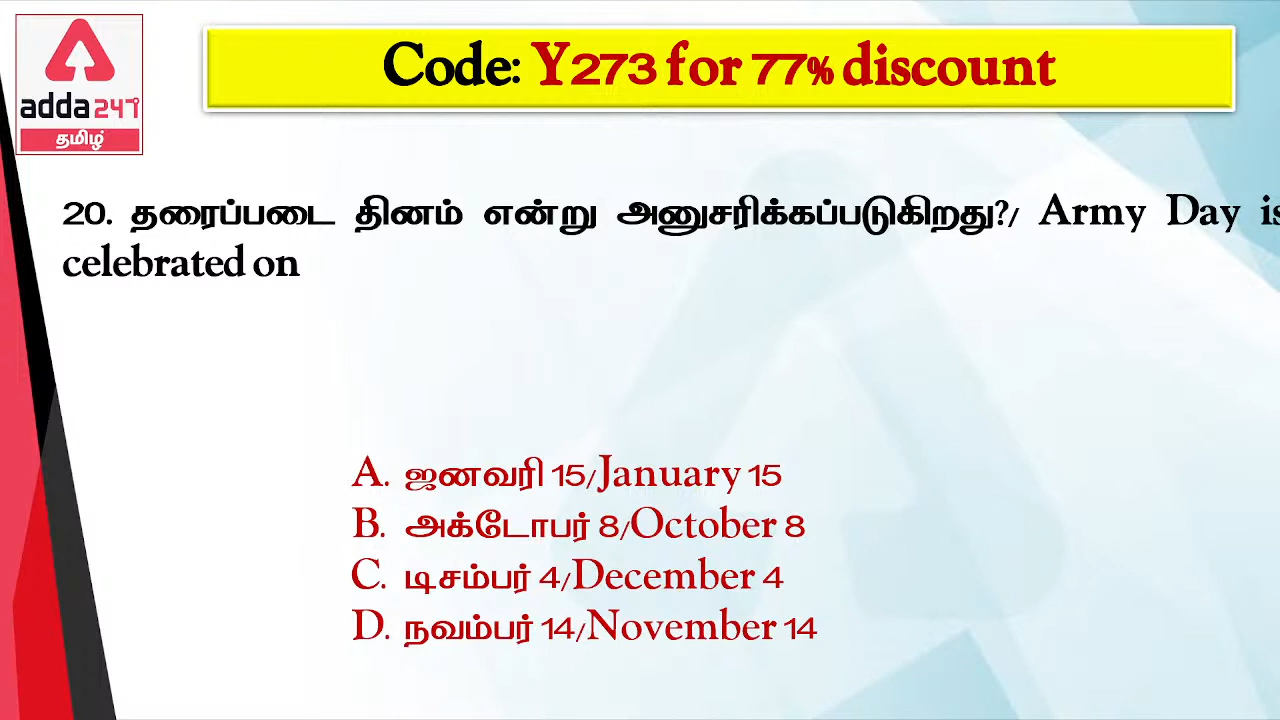 Code: Y273 for 77% discount
adda247
தமிழ்
20. தரைப்படை தினம் என்று அனுசரிக்கப்படுகிறது?/ Army Day is
celebrated on
A. ஜனவரி 15/January 15
B. அக்டோபர் 8/October 8
C. டிசம்பர் 4/December 4
D. நவம்பர் 14/November 14